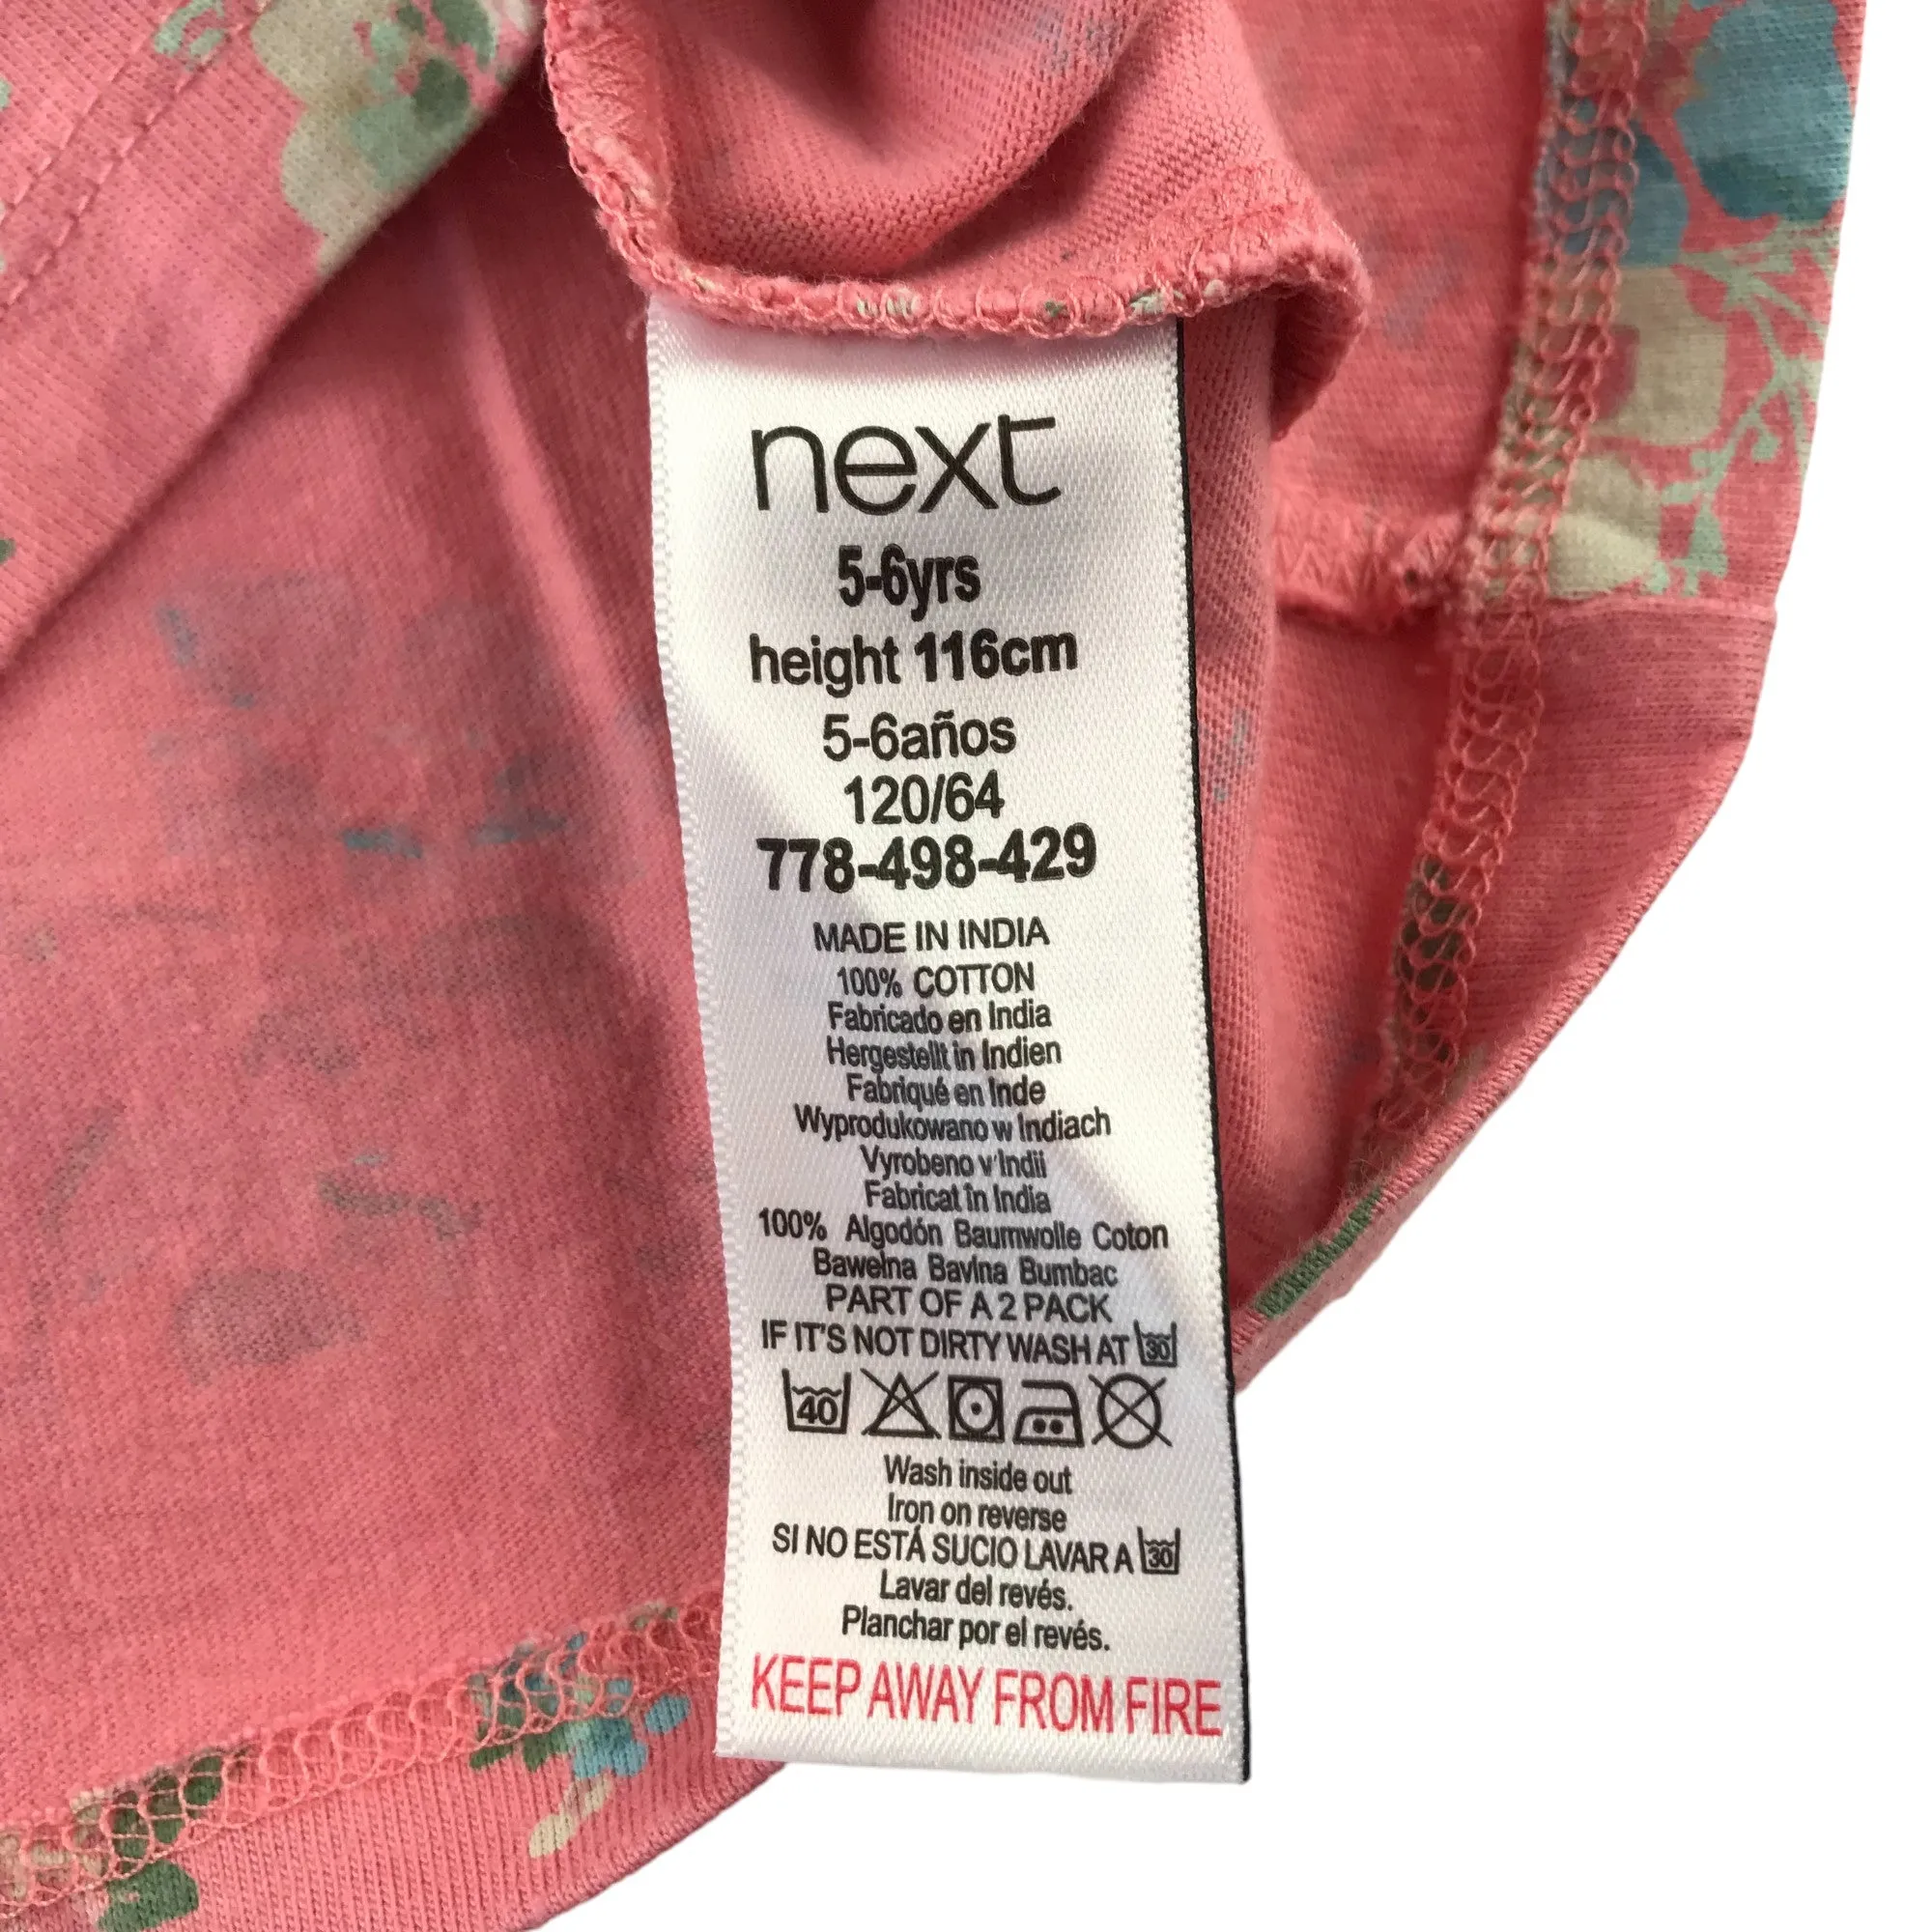 next
5-6yrs
height 116cm
5-6años
120/64
778-498-429
MADE IN INDIA
100% COTTON
Fabricado en India
Hergestellt in Indien
Fabriqué en Inde
Wyprodukowano w Indiach
Vyrobeno v Indii
Fabricat în India
100% Algodón Baumwolle Coton
Bawełna Bavlna Bumbac
PART OF A 2 PACK
IF IT'S NOT DIRTY WASH AT 30
40
Wash inside out
Iron on reverse
SI NO ESTÁ SUCIO LAVAR A 30
Lavar del revés.
Planchar por el revés.
KEEP AWAY FROM FIRE